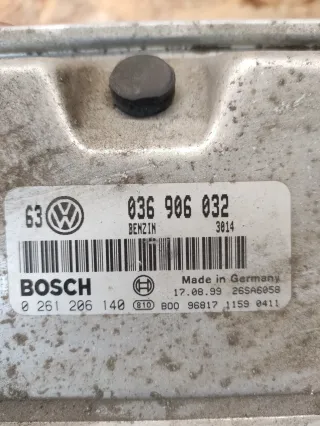 63 VW 036 906 032
BENZIN 3014
BOSCH Made in Germany
17.08.99 26SA6058
0 261 206 140 810 B00 96817 1159 0411